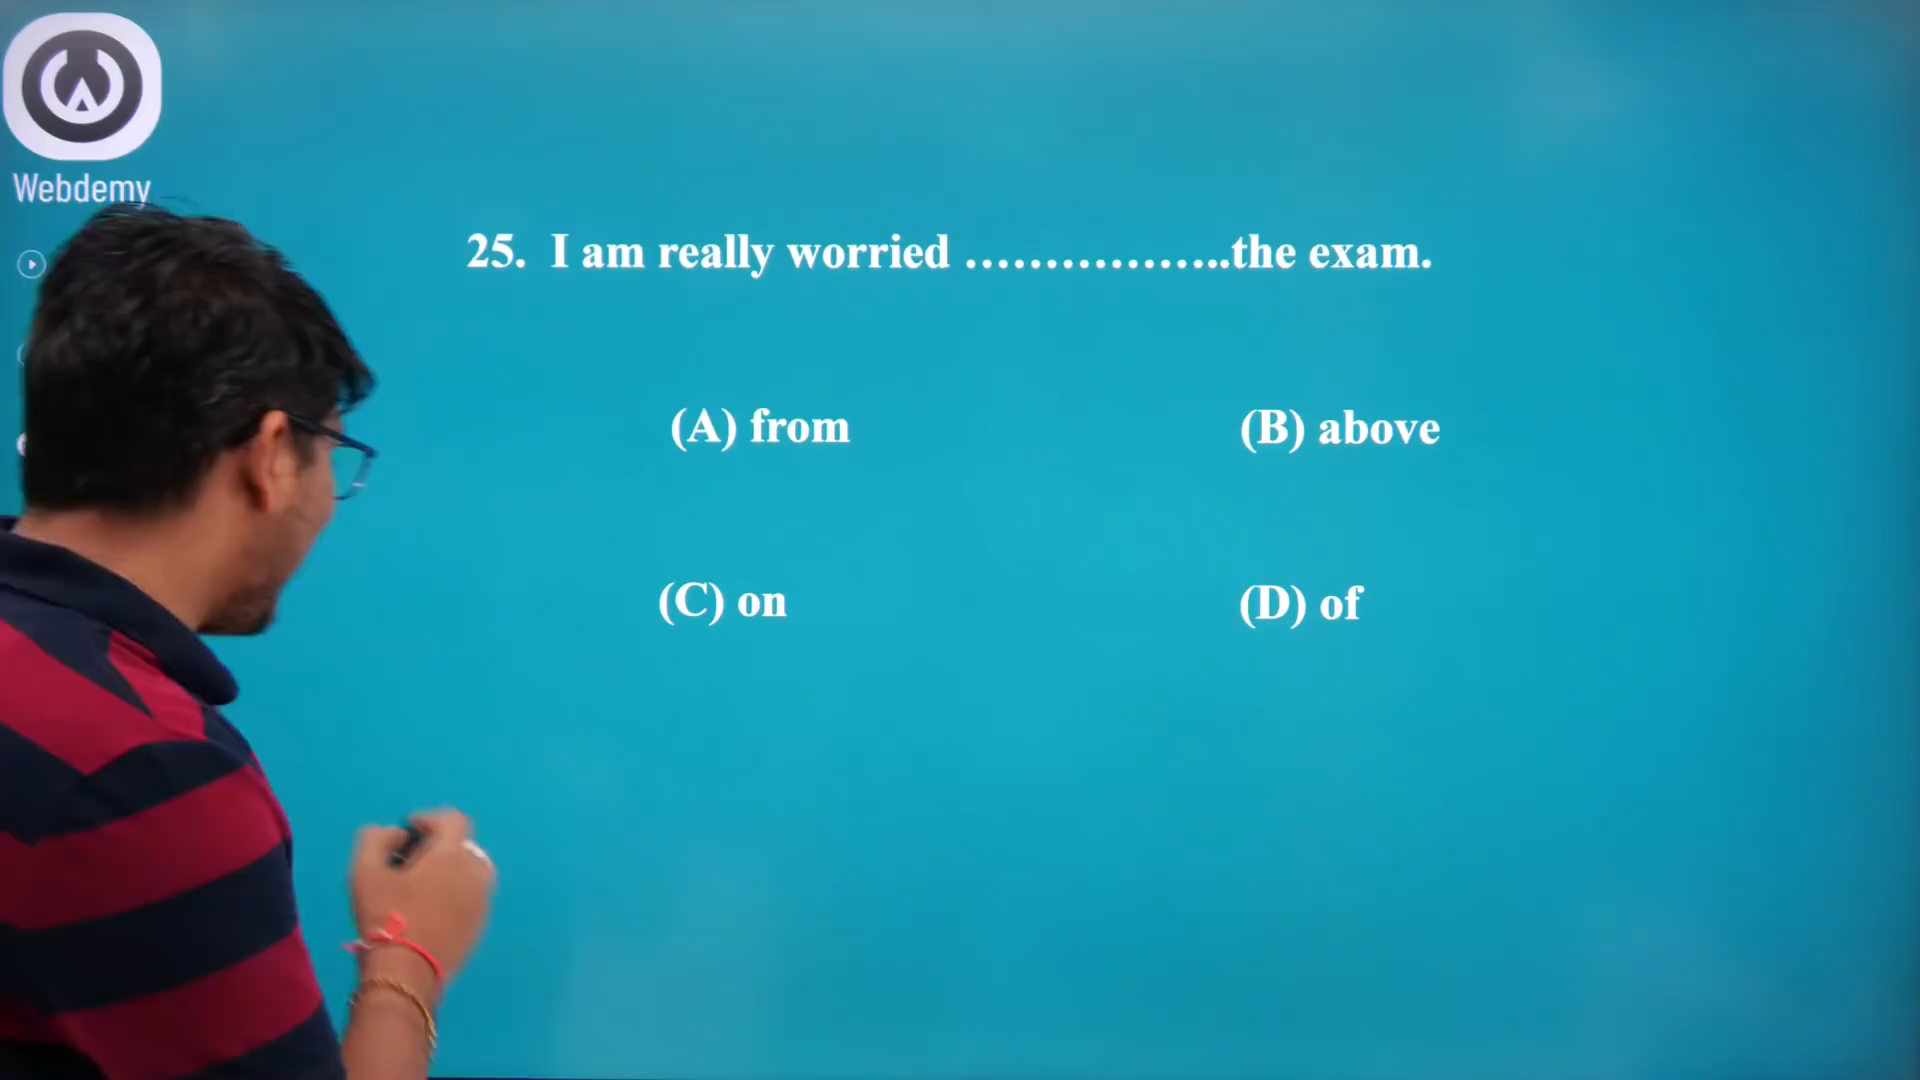 Webdemy
25. I am really worried ……………..the exam.
(A) from
(B) above
(C) on
(D) of